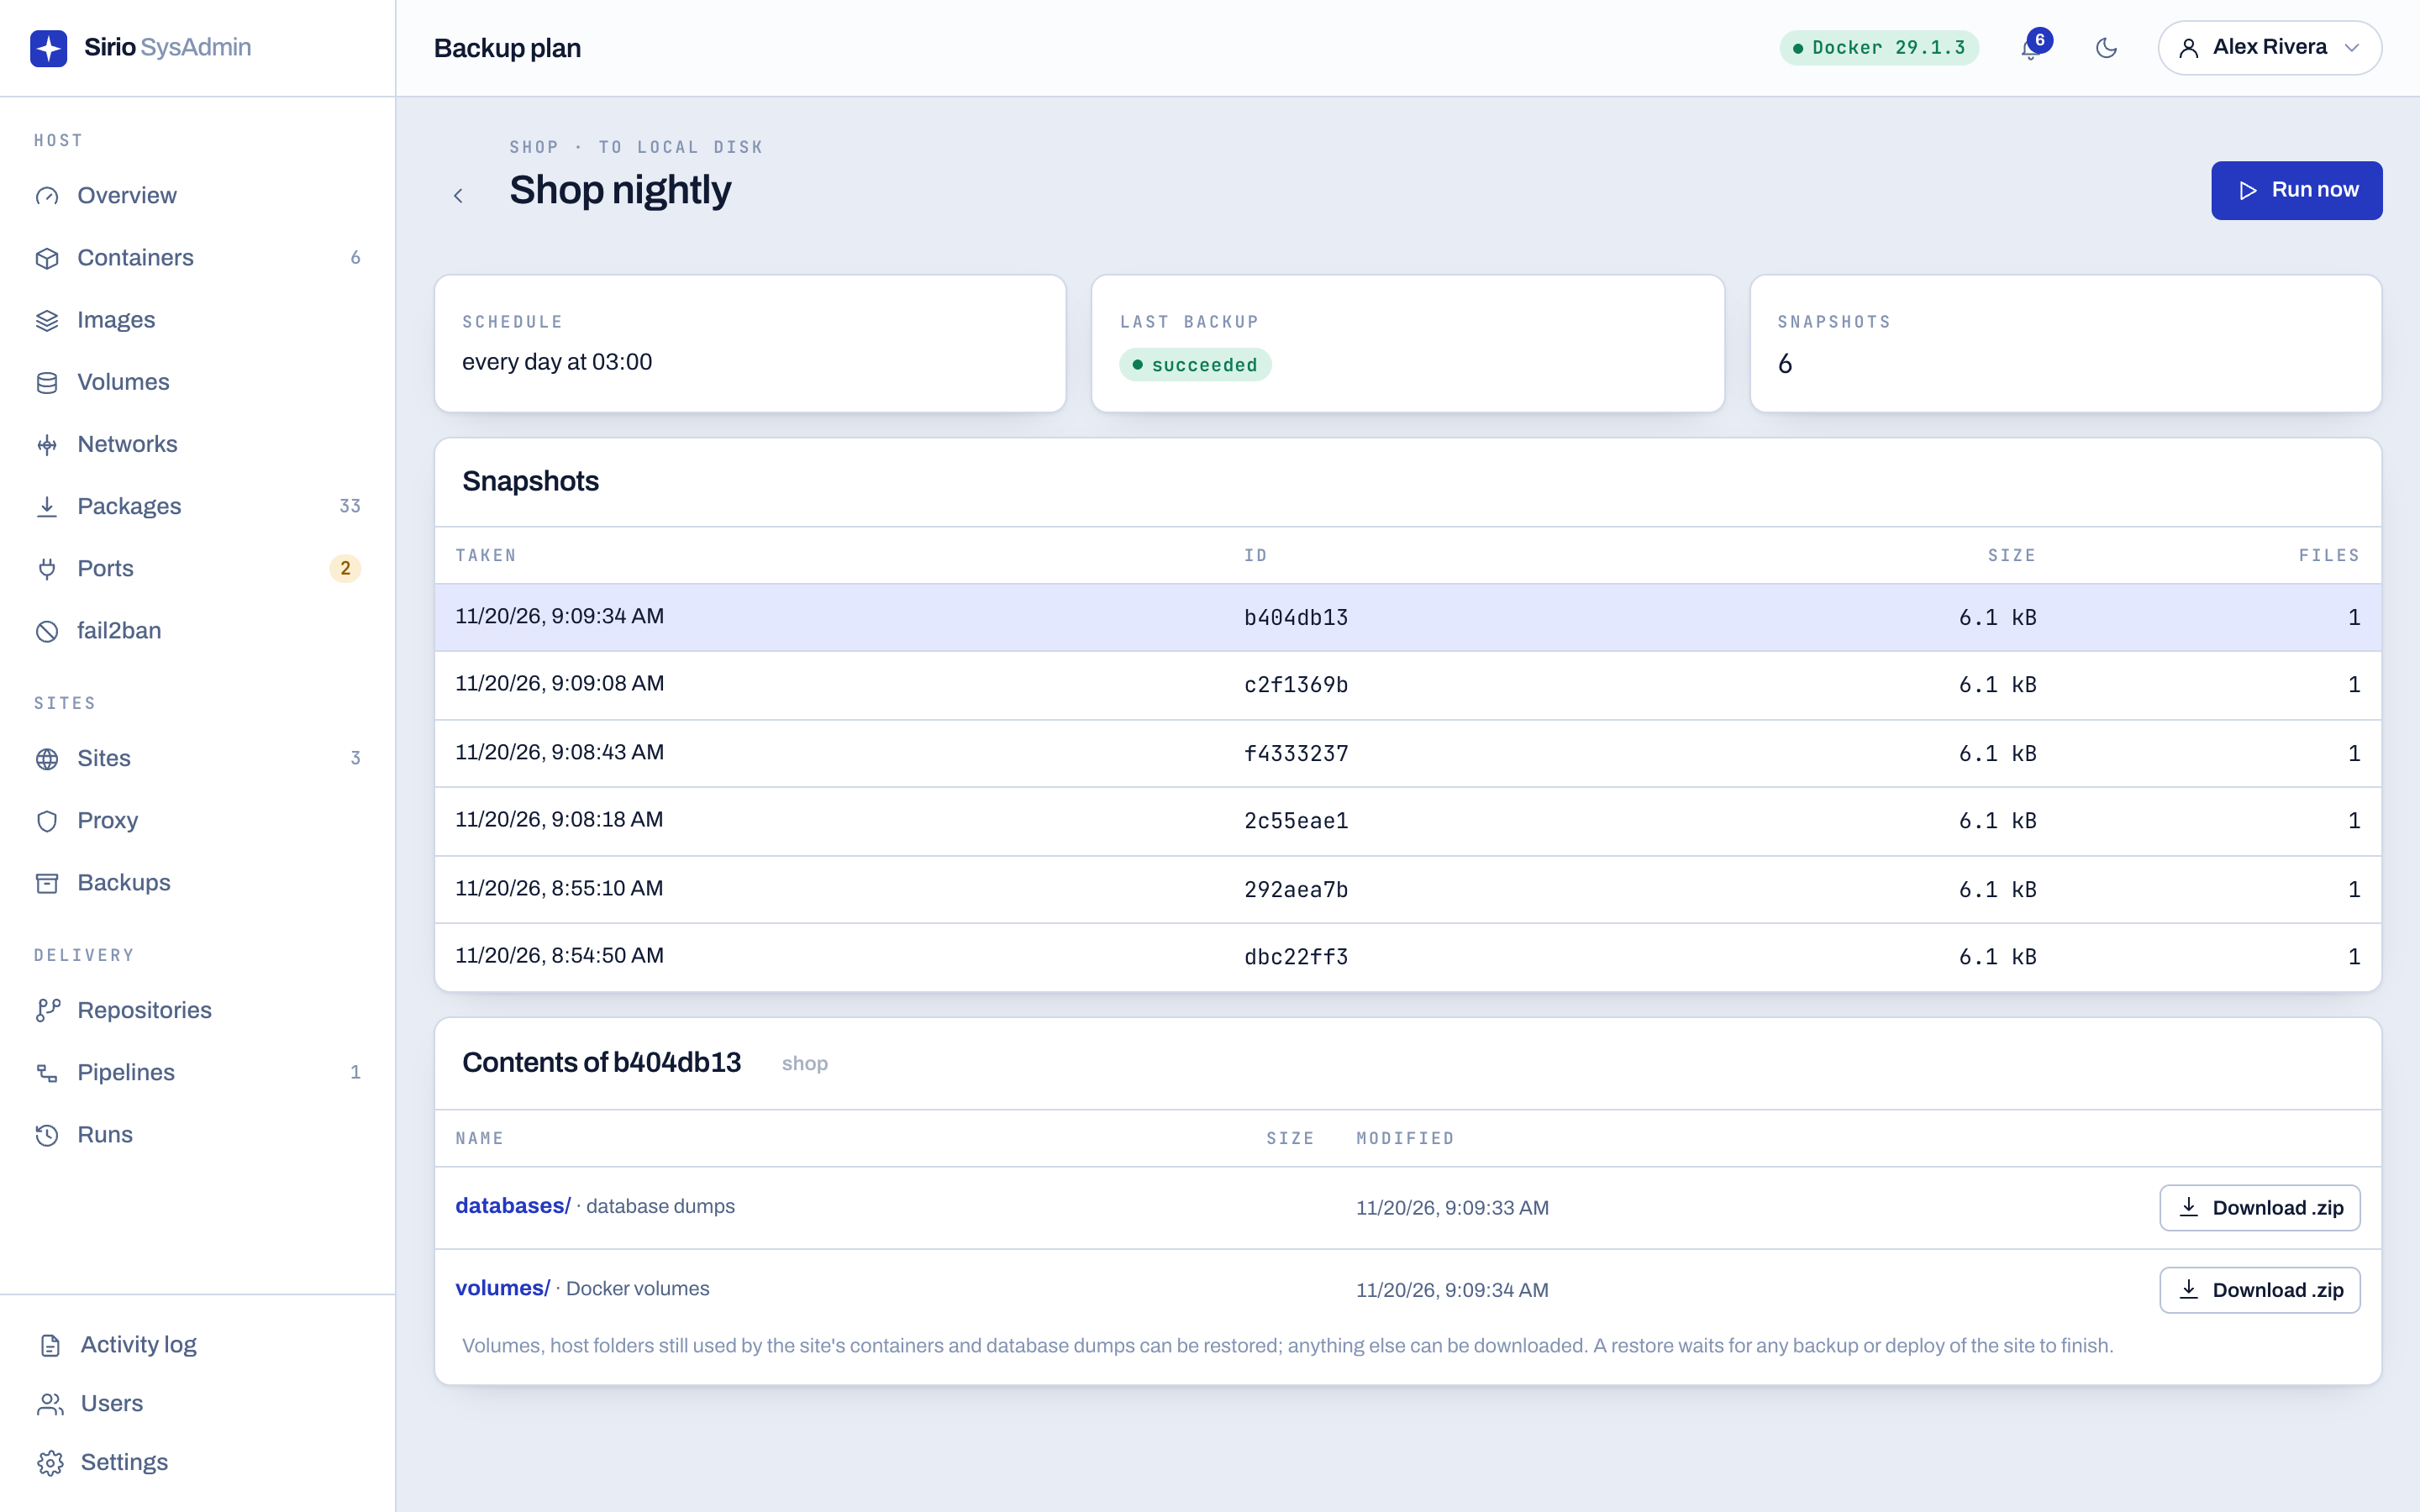 Sirio SysAdmin
Backup plan
Docker 29.1.3
6
Alex Rivera
HOST
Overview
Containers 6
Images
Volumes
Networks
Packages 33
Ports 2
fail2ban
SITES
Sites 3
Proxy
Backups
DELIVERY
Repositories
Pipelines 1
Runs
Activity log
Users
Settings
SHOP · TO LOCAL DISK
Shop nightly
Run now
SCHEDULE
every day at 03:00
LAST BACKUP
succeeded
SNAPSHOTS
6
Snapshots
TAKEN ID SIZE FILES
11/20/26, 9:09:34 AM b404db13 6.1 kB 1
11/20/26, 9:09:08 AM c2f1369b 6.1 kB 1
11/20/26, 9:08:43 AM f4333237 6.1 kB 1
11/20/26, 9:08:18 AM 2c55eae1 6.1 kB 1
11/20/26, 8:55:10 AM 292aea7b 6.1 kB 1
11/20/26, 8:54:50 AM dbc22ff3 6.1 kB 1
Contents of b404db13 shop
NAME SIZE MODIFIED
databases/ · database dumps 11/20/26, 9:09:33 AM Download .zip
volumes/ · Docker volumes 11/20/26, 9:09:34 AM Download .zip
Volumes, host folders still used by the site's containers and database dumps can be restored; anything else can be downloaded. A restore waits for any backup or deploy of the site to finish.